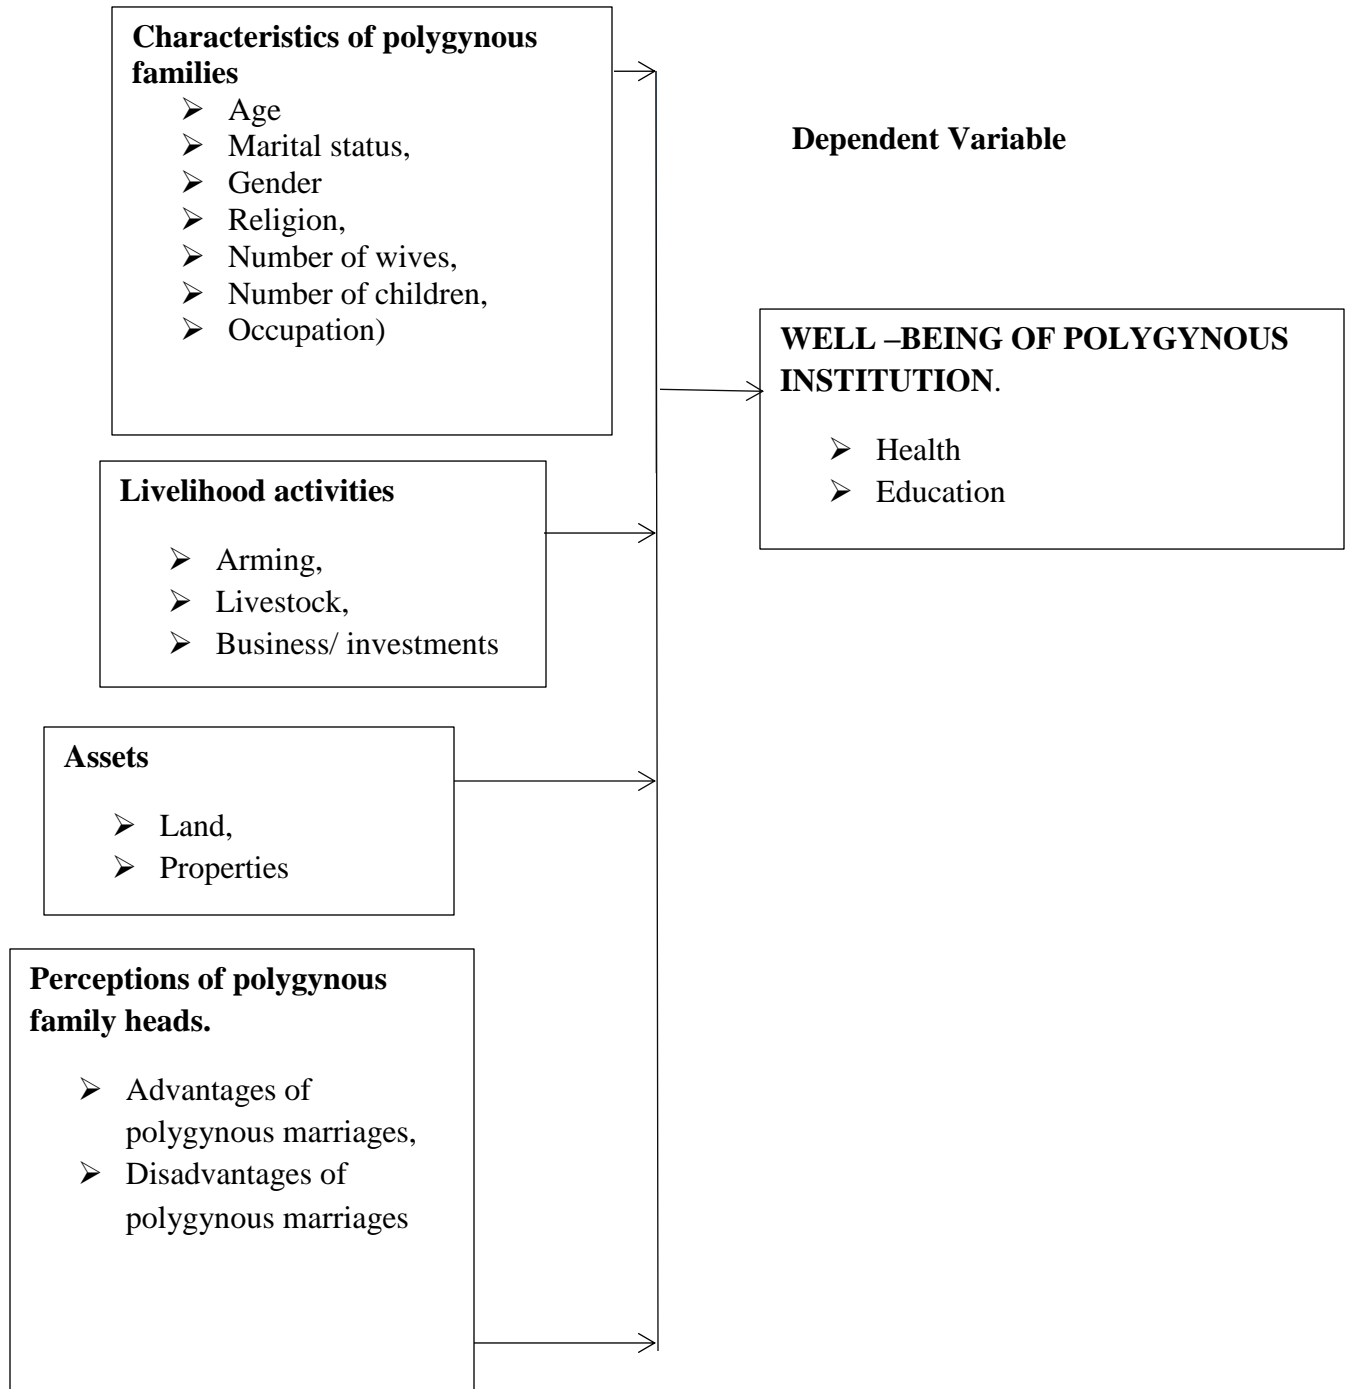 Characteristics of polygynous
families
➢ Age
➢ Marital status,
➢ Gender
➢ Religion,
➢ Number of wives,
➢ Number of children,
➢ Occupation)
Dependent Variable
WELL –BEING OF POLYGYNOUS
INSTITUTION.
➢ Health
➢ Education
Livelihood activities
➢ Arming,
➢ Livestock,
➢ Business/ investments
Assets
➢ Land,
➢ Properties
Perceptions of polygynous
family heads.
➢ Advantages of
polygynous marriages,
➢ Disadvantages of
polygynous marriages